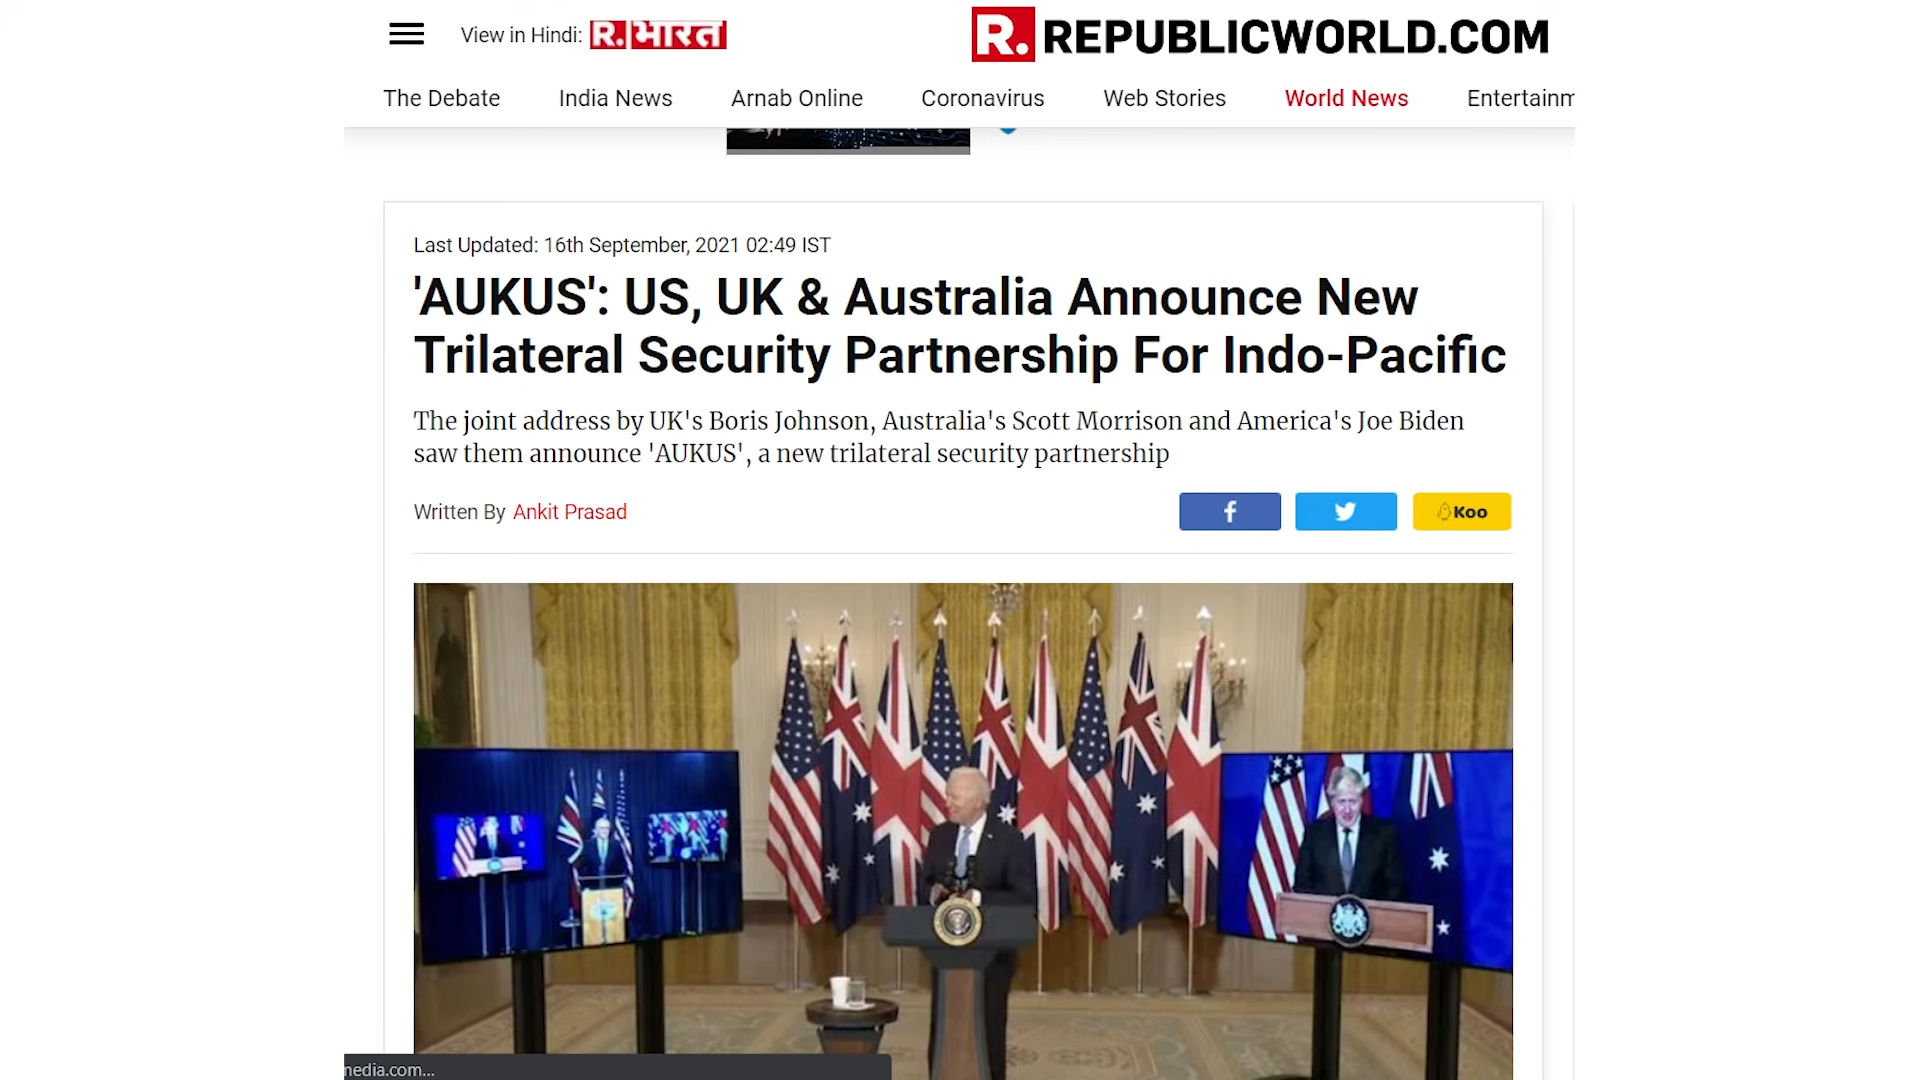 View in Hindi: R.भारत
R. REPUBLICWORLD.COM
The Debate India News Arnab Online Coronavirus Web Stories World News Entertainm
Last Updated: 16th September, 2021 02:49 IST
'AUKUS': US, UK & Australia Announce New
Trilateral Security Partnership For Indo-Pacific
The joint address by UK's Boris Johnson, Australia's Scott Morrison and America's Joe Biden
saw them announce 'AUKUS', a new trilateral security partnership
Written By Ankit Prasad
f
Koo
nedia.com...